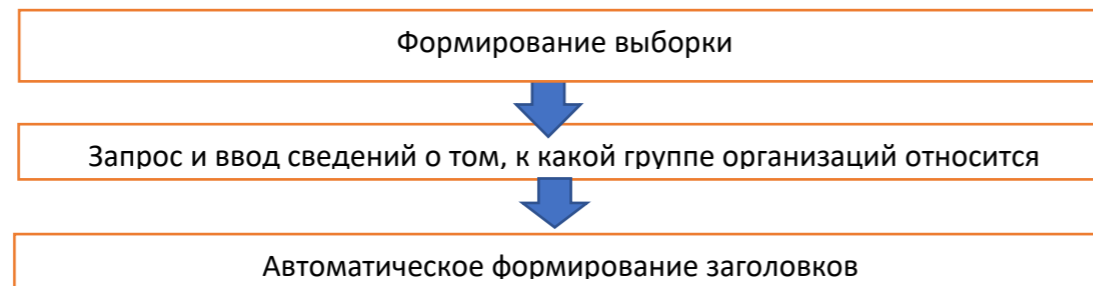 Формирование выборки
Запрос и ввод сведений о том, к какой группе организаций относится
Автоматическое формирование заголовков